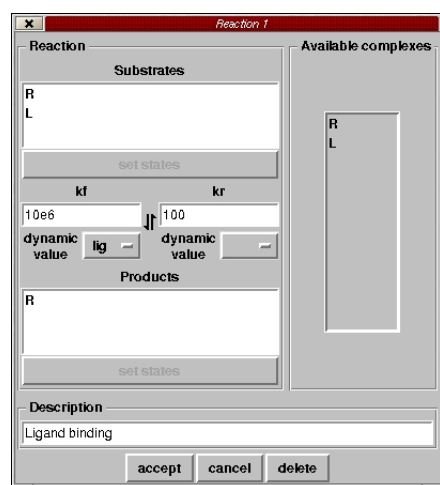 Reaction 1
Reaction
Substrates
R
L
set states
kf kr
10e6 100
dynamic value lig dynamic value
Products
R
set states
Available complexes
R
L
Description
Ligand binding
accept cancel delete